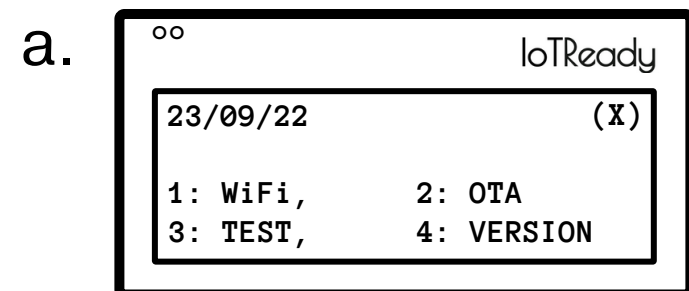 a.
oo
IoTReady
23/09/22 (X)
1: WiFi, 2: OTA
3: TEST, 4: VERSION